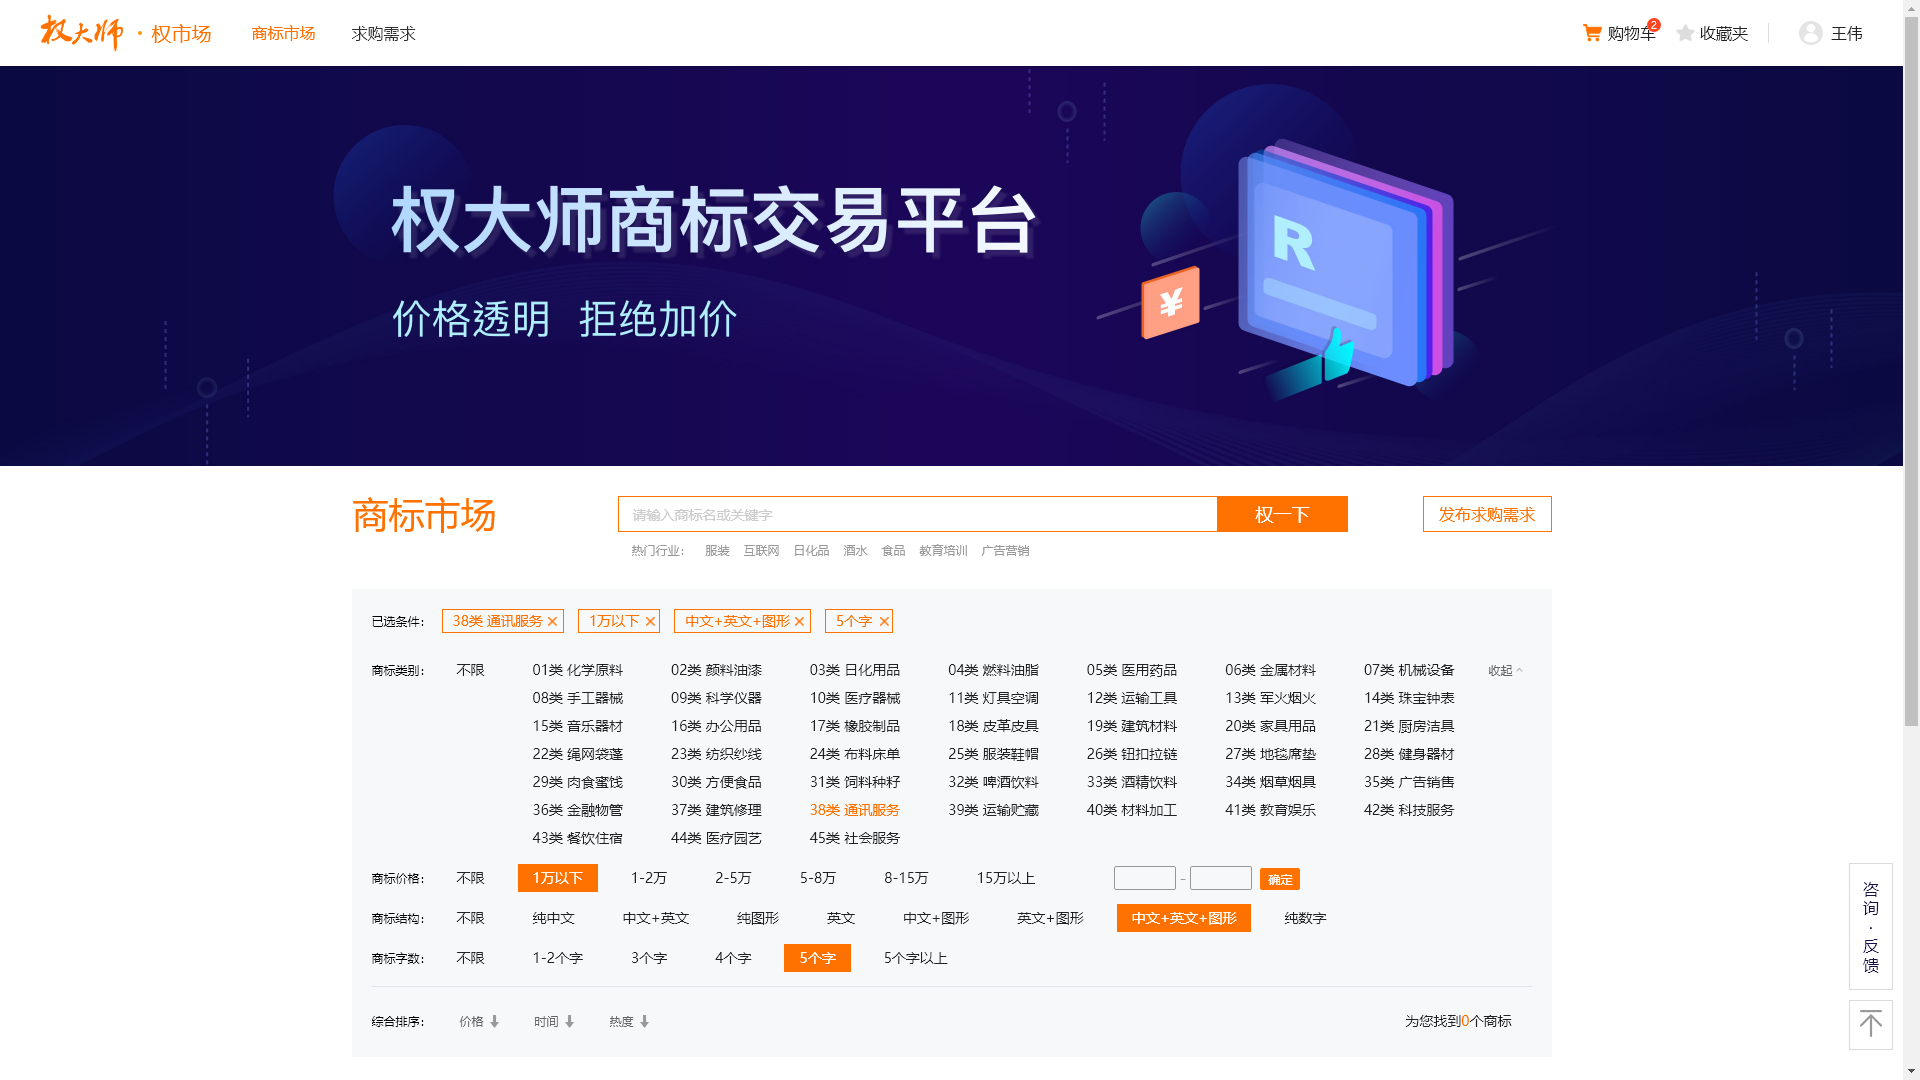 权大师 · 权市场 商标市场 求购需求 购物车 2 收藏夹 王伟
权大师商标交易平台
价格透明 拒绝加价
R
¥
商标市场 请输入商标名或关键字 权一下 发布求购需求
热门行业: 服装 互联网 日化品 酒水 食品 教育培训 广告营销
已选条件: 38类 通讯服务 1万以下 中文+英文+图形 5个字
商标类别: 不限 01类 化学原料 02类 颜料油漆 03类 日化用品 04类 燃料油脂 05类 医用药品 06类 金属材料 07类 机械设备 收起
08类 手工器械 09类 科学仪器 10类 医疗器械 11类 灯具空调 12类 运输工具 13类 军火烟火 14类 珠宝钟表
15类 音乐器材 16类 办公用品 17类 橡胶制品 18类 皮革皮具 19类 建筑材料 20类 家具用品 21类 厨房洁具
22类 绳网袋蓬 23类 纺织纱线 24类 布料床单 25类 服装鞋帽 26类 钮扣拉链 27类 地毯席垫 28类 健身器材
29类 肉食蜜饯 30类 方便食品 31类 饲料种籽 32类 啤酒饮料 33类 酒精饮料 34类 烟草烟具 35类 广告销售
36类 金融物管 37类 建筑修理 38类 通讯服务 39类 运输贮藏 40类 材料加工 41类 教育娱乐 42类 科技服务
43类 餐饮住宿 44类 医疗园艺 45类 社会服务
商标价格: 不限 1万以下 1-2万 2-5万 5-8万 8-15万 15万以上 - 确定
商标结构: 不限 纯中文 中文+英文 纯图形 英文 中文+图形 英文+图形 中文+英文+图形 纯数字
商标字数: 不限 1-2个字 3个字 4个字 5个字 5个字以上
综合排序: 价格 时间 热度 为您找到0个商标
咨
询
·
反
馈